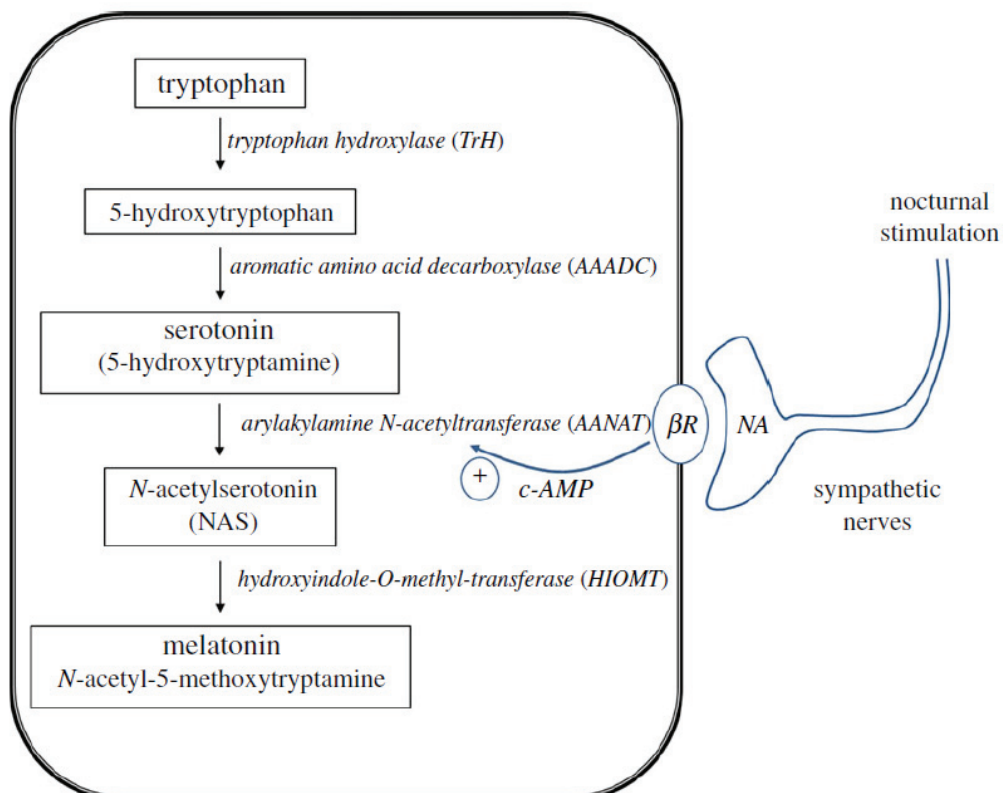 tryptophan
tryptophan hydroxylase (TrH)
5-hydroxytryptophan
aromatic amino acid decarboxylase (AAADC)
serotonin
(5-hydroxytryptamine)
arylakylamine N-acetyltransferase (AANAT)
N-acetylserotonin
(NAS)
hydroxyindole-O-methyl-transferase (HIOMT)
melatonin
N-acetyl-5-methoxytryptamine
+
c-AMP
βR
NA
nocturnal
stimulation
sympathetic
nerves